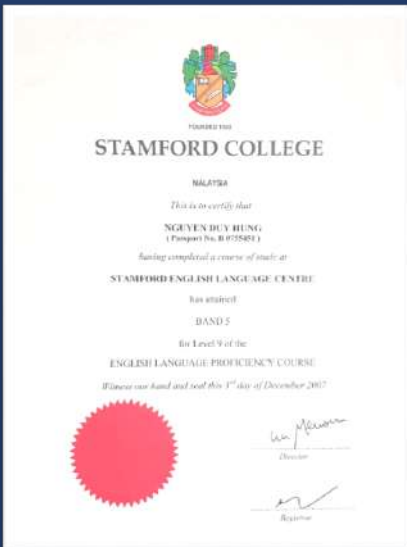 STAMFORD COLLEGE
MALAYSIA
This is to certify that
NGUYEN DUY HUNG
( Passport No. B 0755451 )
having completed a course of study at
STAMFORD ENGLISH LANGUAGE CENTRE
has attained
BAND 5
for Level 9 of the
ENGLISH LANGUAGE PROFICIENCY COURSE
Witness our hand and seal this 3rd day of December 2007
Director
Registrar